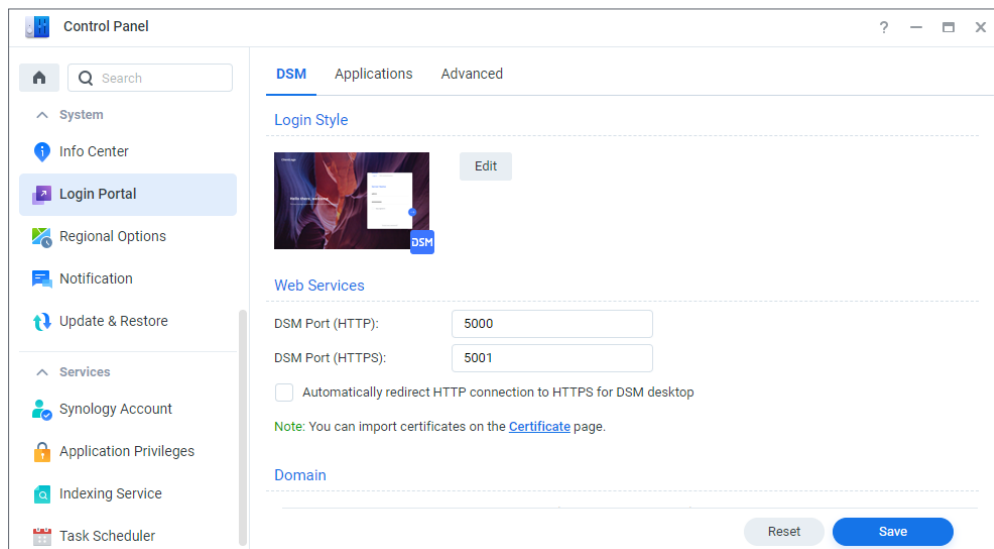 Control Panel
?
Search
DSM Applications Advanced
System
Info Center
Login Portal
Regional Options
Notification
Update & Restore
Services
Synology Account
Application Privileges
Indexing Service
Task Scheduler
Login Style
Edit
DSM
Web Services
DSM Port (HTTP): 5000
DSM Port (HTTPS): 5001
Automatically redirect HTTP connection to HTTPS for DSM desktop
Note: You can import certificates on the Certificate page.
Domain
Reset Save